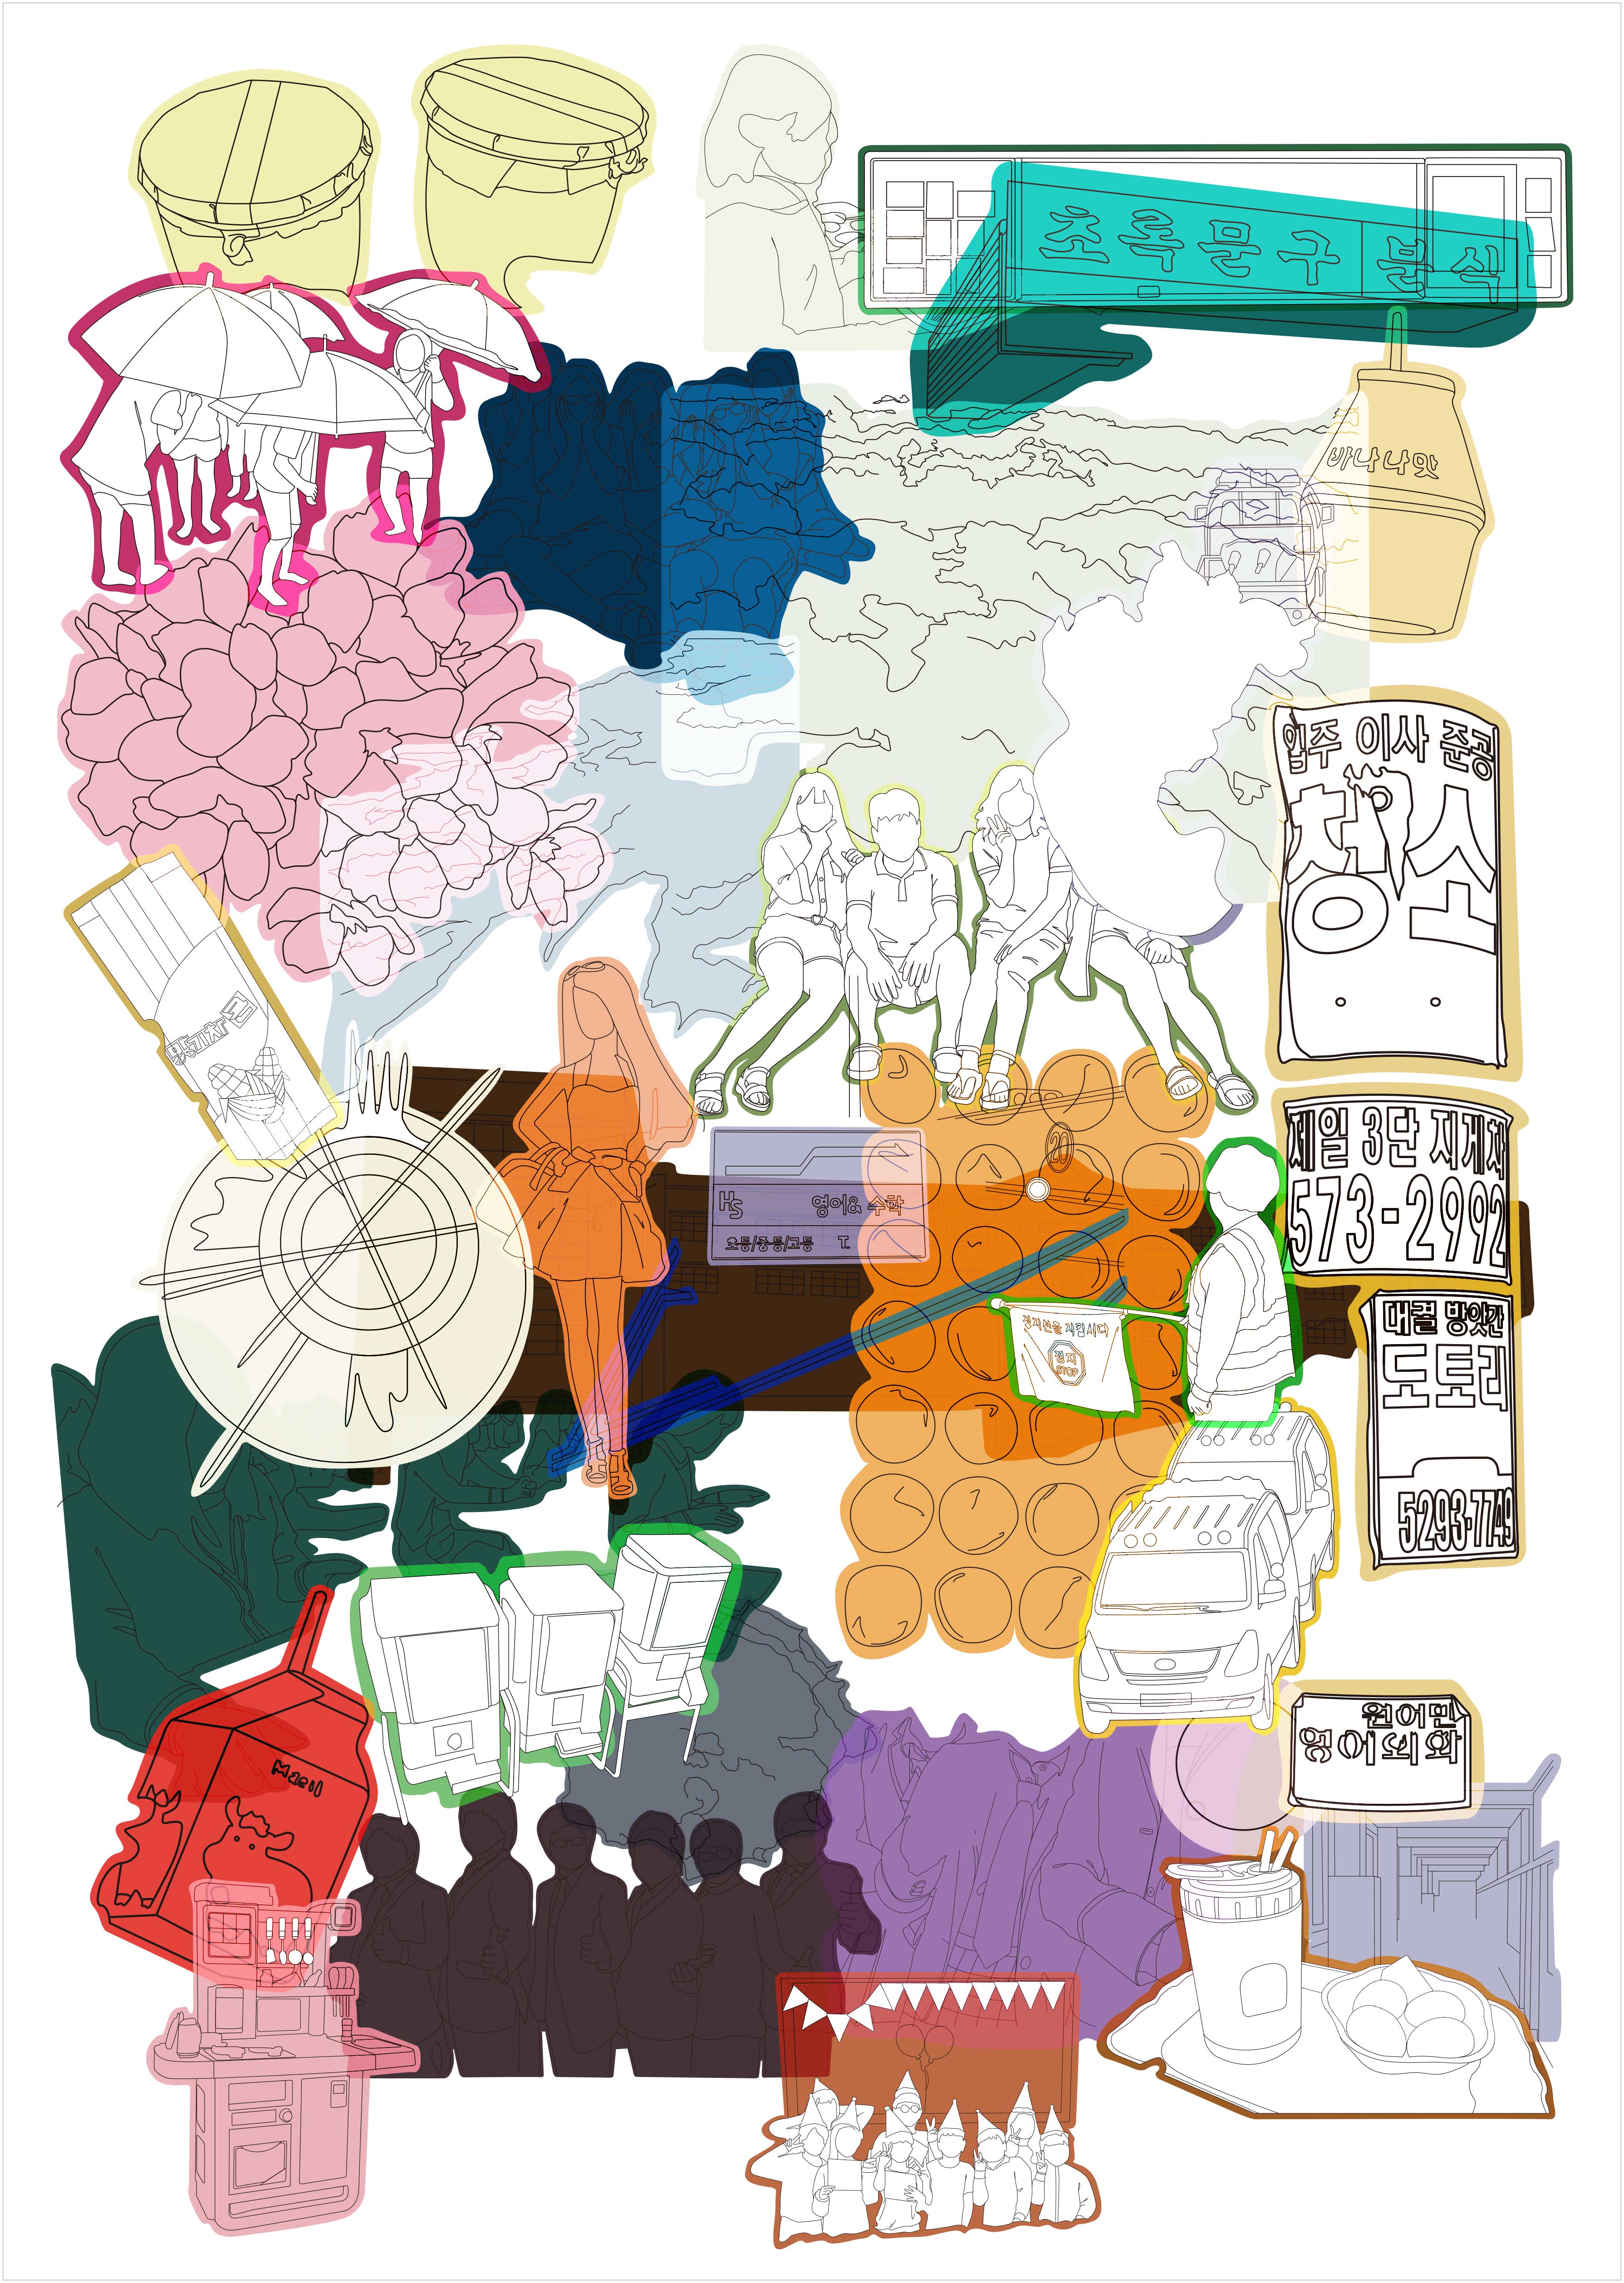 초록문구 분식
바나나맛
입주 이사 준공
청소
HS 영어& 수학
초등/중등/고등 T.
20
제일 3단 지게차
573-2992
정지선을 지킵시다
정지
STOP
대컬 방앗간
도토리
5293-7749
Maeil
원어민
영어회화